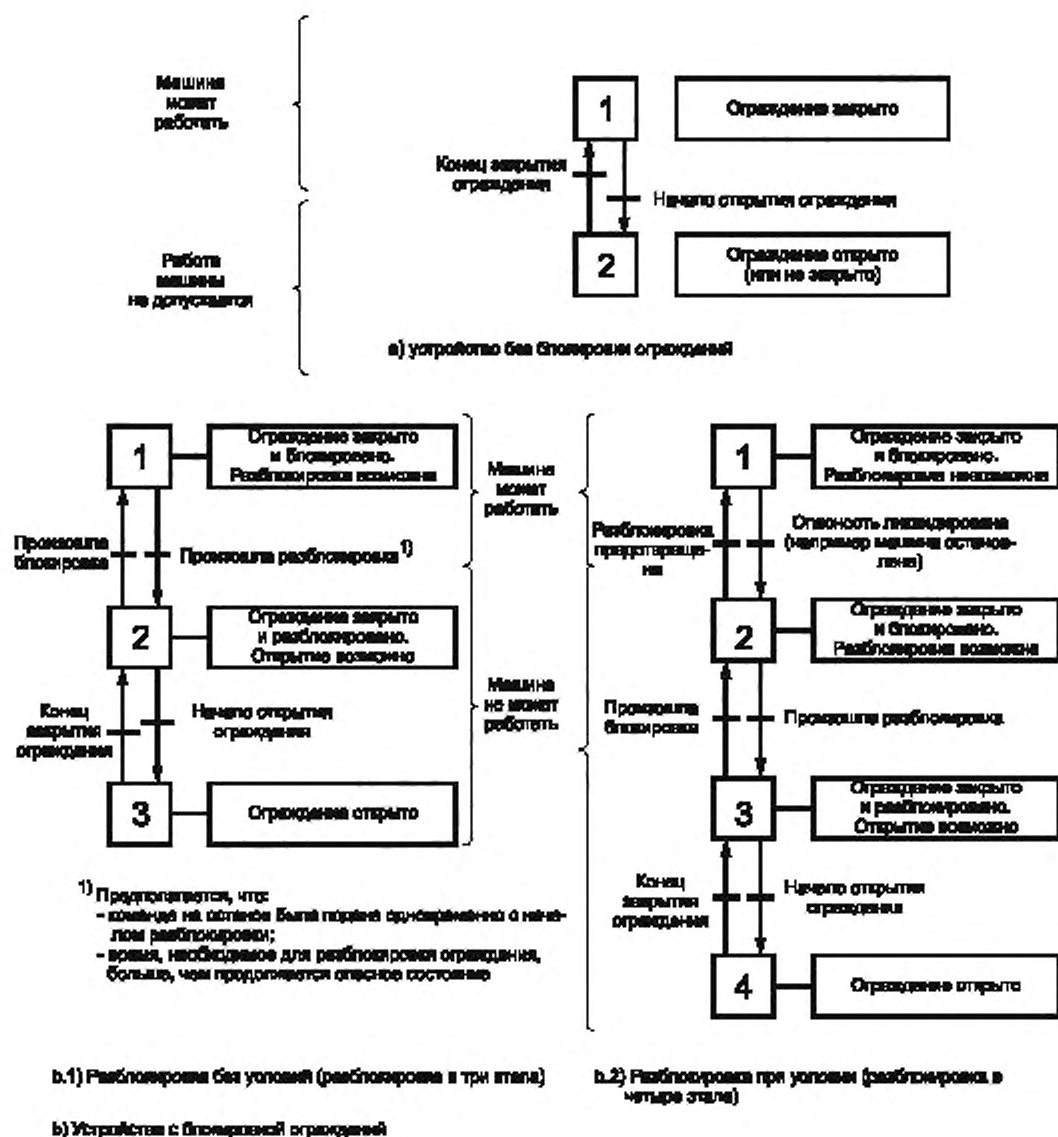 Машина
может
работать
1
Ограждение закрыто
Конец закрытия
ограждения
Начало открытия ограждения
Работа
машины
не допускается
2
Ограждение открыто
(или не закрыто)
а) устройство без блокировки ограждений
1
Ограждение закрыто
и блокировано.
Разблокировка возможна
Произошла
блокировка
Произошла разблокировка1)
2
Ограждение закрыто
и разблокировано.
Открытие возможно
Конец
закрытия
ограждения
Начало открытия
ограждения
3
Ограждение открыто
Машина
может
работать
Машина
не может
работать
1
Ограждение закрыто
и блокировано.
Разблокировка невозможна
Разблокировка
предотвраще-
на
Опасность ликвидирована
(например машина останов-
лена)
2
Ограждение закрыто
и блокировано.
Разблокировка возможна
Произошла
блокировка
Произошла разблокировка
3
Ограждение закрыто
и разблокировано.
Открытие возможно
Конец
закрытия
ограждения
Начало открытия
ограждения
4
Ограждение открыто
1) Предполагается, что:
– команда на останов была подана одновременно с нача-
лом разблокировки;
– время, необходимое для разблокировки ограждения,
больше, чем продолжается опасное состояние
b.1) Разблокировка без условий (разблокировка в три этапа)
b.2) Разблокировка при условии (разблокировка в
четыре этапа)
b) Устройства с блокировкой ограждений